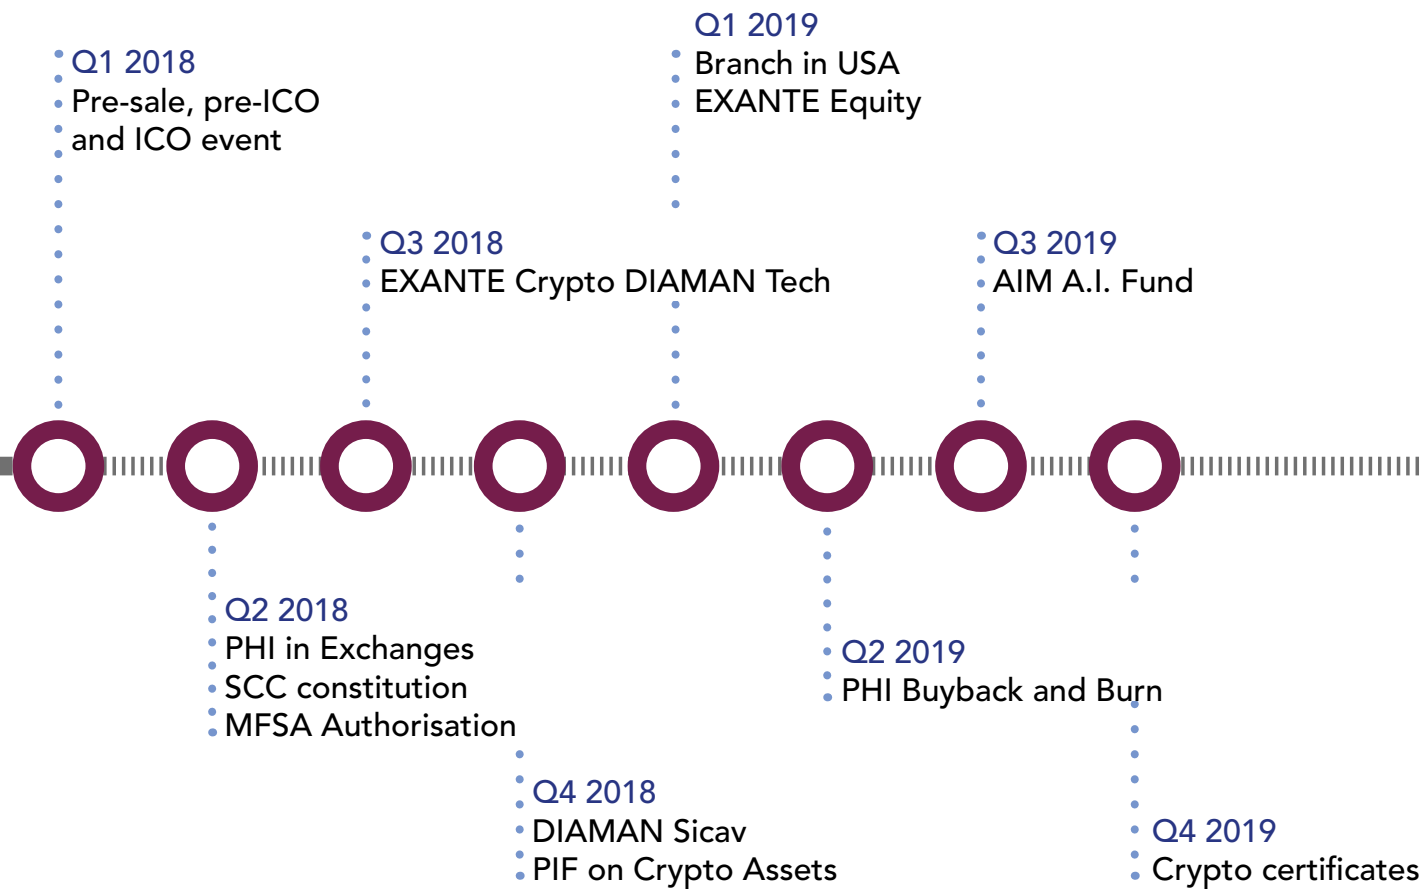 Q1 2018
Pre-sale, pre-ICO
and ICO event
Q2 2018
PHI in Exchanges
SCC constitution
MFSA Authorisation
Q3 2018
EXANTE Crypto DIAMAN Tech
Q4 2018
DIAMAN Sicav
PIF on Crypto Assets
Q1 2019
Branch in USA
EXANTE Equity
Q2 2019
PHI Buyback and Burn
Q3 2019
AIM A.I. Fund
Q4 2019
Crypto certificates